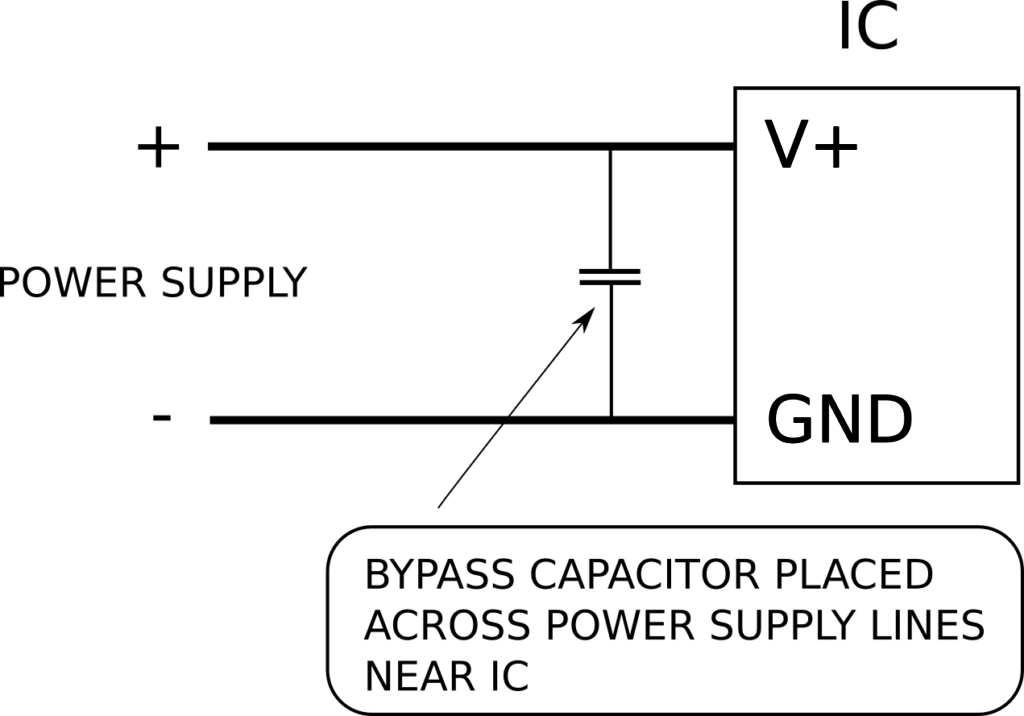 IC
+
V+
POWER SUPPLY
-
GND
BYPASS CAPACITOR PLACED
ACROSS POWER SUPPLY LINES
NEAR IC